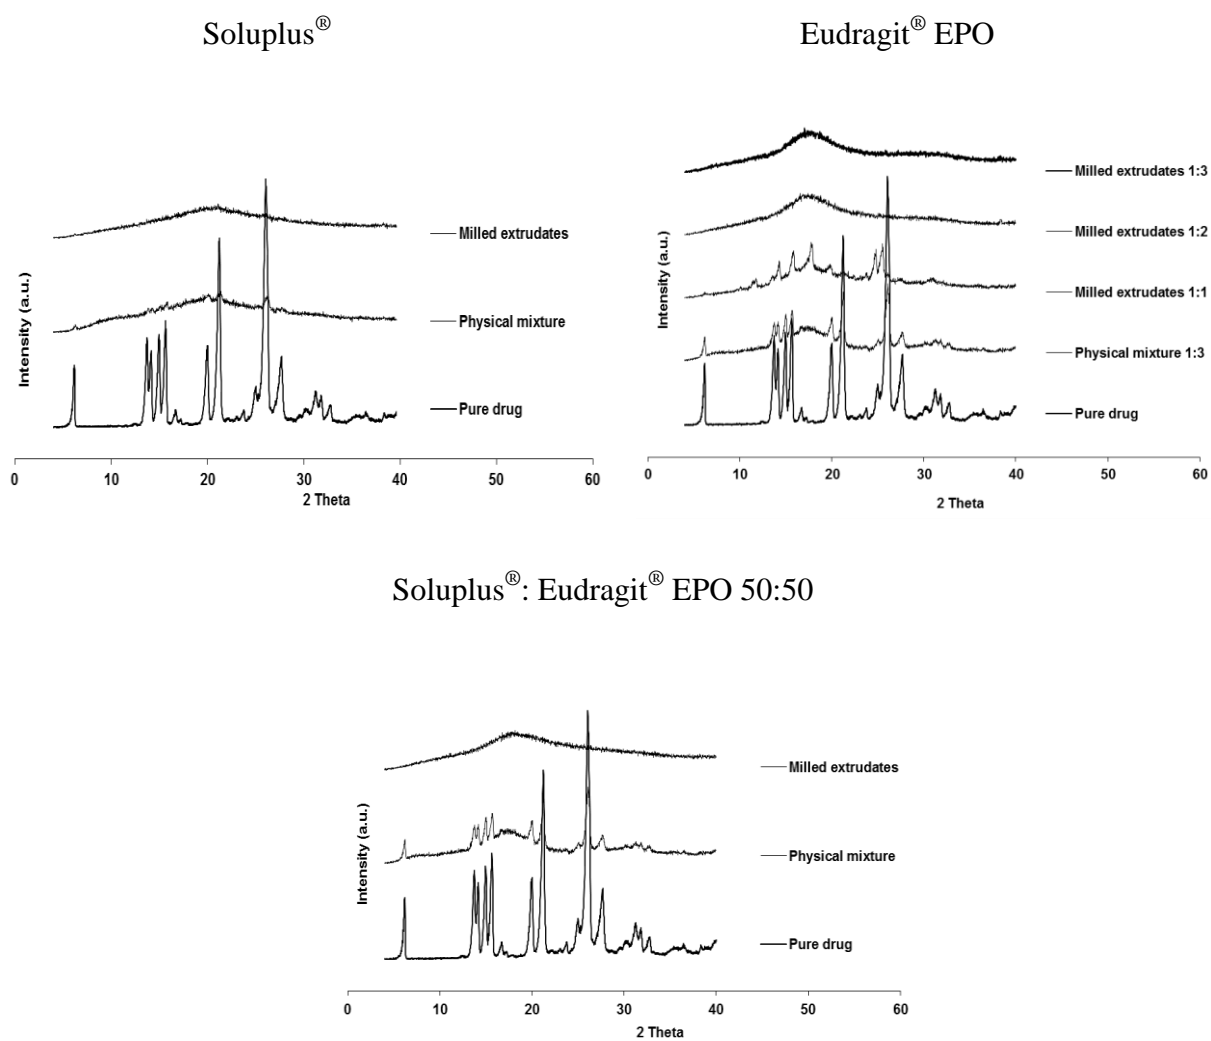 Soluplus®
Eudragit® EPO
Intensity (a.u.)
Milled extrudates
Physical mixture
Pure drug
0 10 20 30 40 50 60
2 Theta
Intensity (a.u.)
Milled extrudates 1:3
Milled extrudates 1:2
Milled extrudates 1:1
Physical mixture 1:3
Pure drug
0 10 20 30 40 50 60
2 Theta
Soluplus®: Eudragit® EPO 50:50
Intensity (a.u.)
Milled extrudates
Physical mixture
Pure drug
0 10 20 30 40 50 60
2 Theta